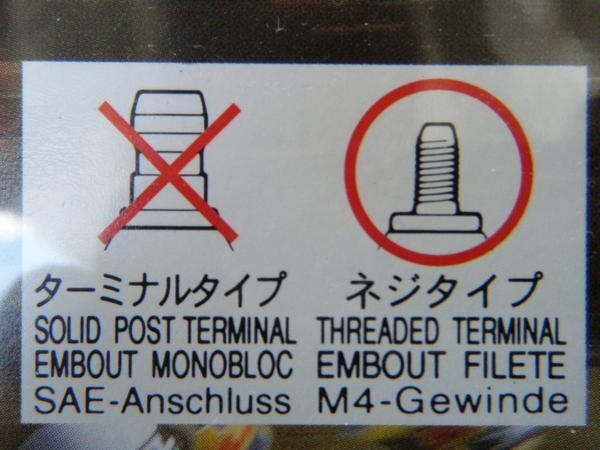 ターミナルタイプ
SOLID POST TERMINAL
EMBOUT MONOBLOC
SAE-Anschluss
ネジタイプ
THREADED TERMINAL
EMBOUT FILETE
M4-Gewinde